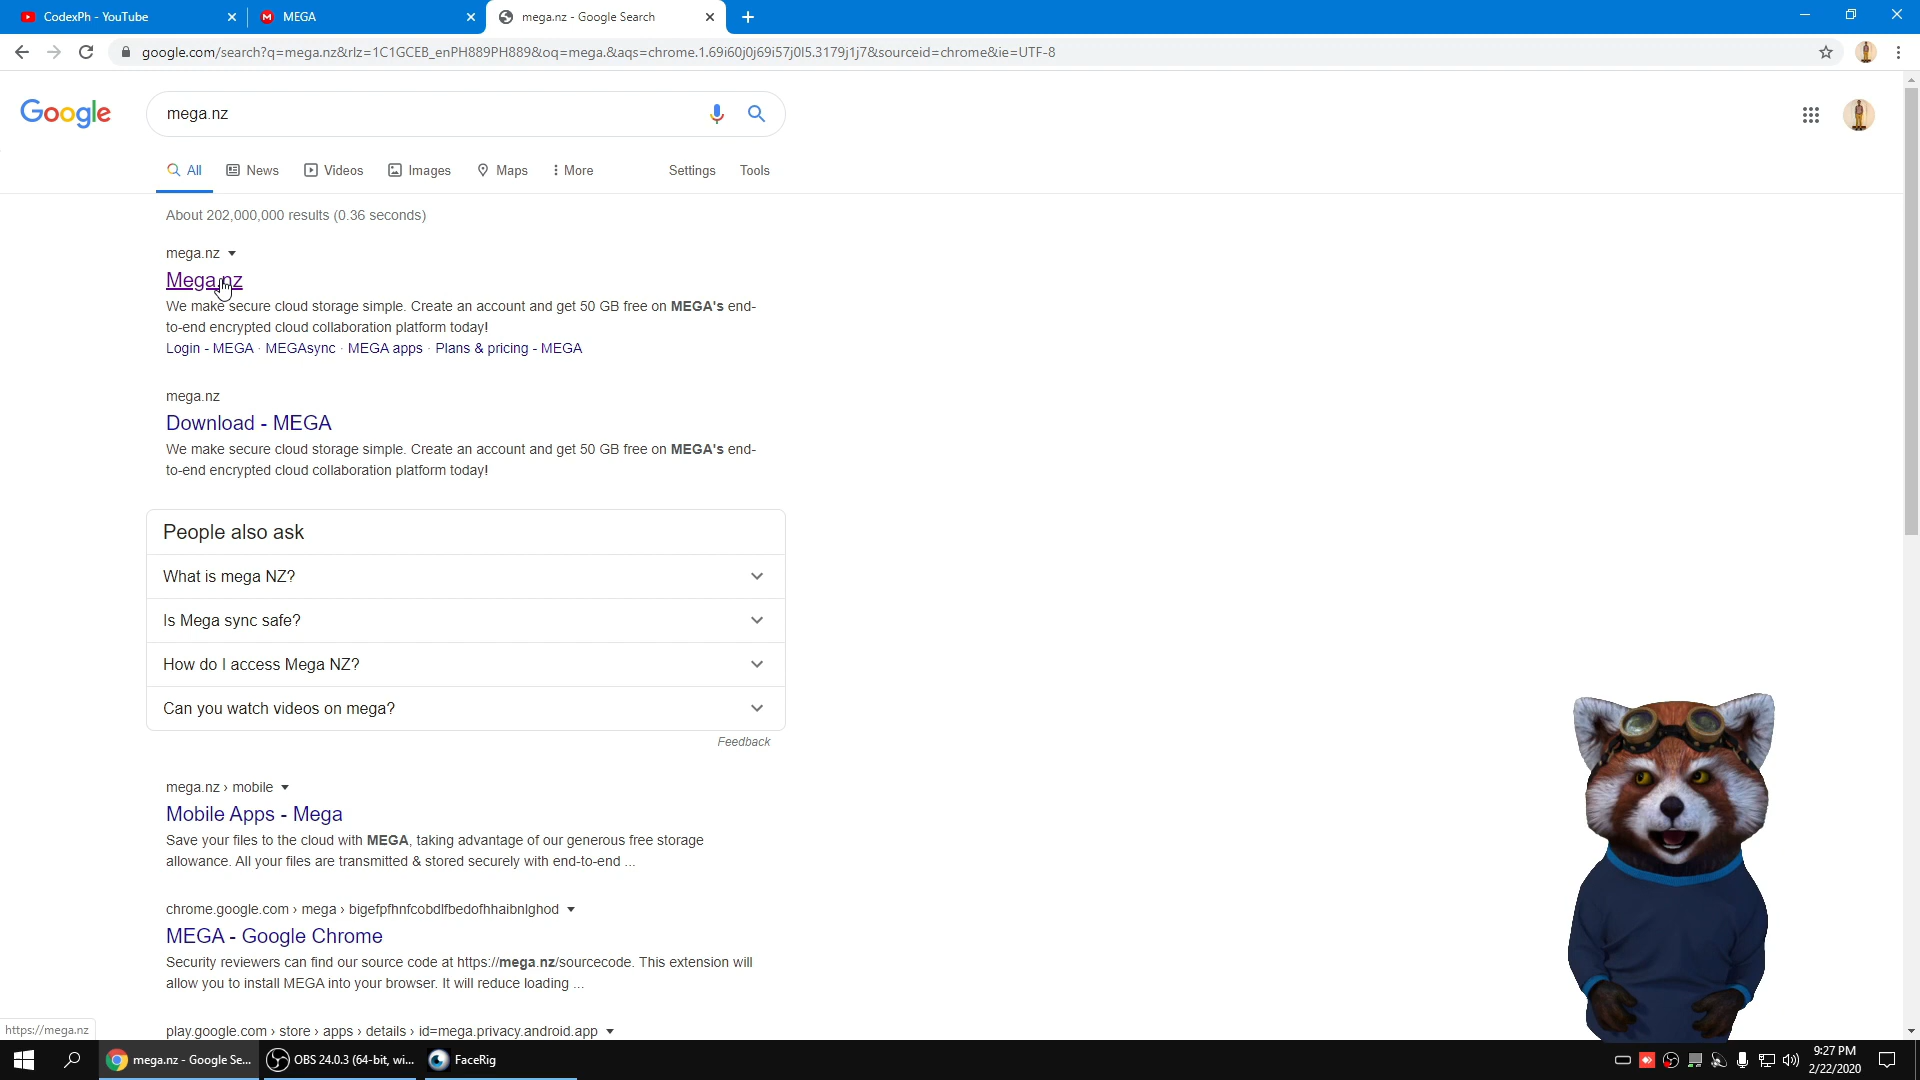 CodexPh - YouTube
MEGA
mega.nz - Google Search
google.com/search?q=mega.nz&rlz=1C1GCEB_enPH889PH889&oq=mega.&aqs=chrome.1.69i60j0j69i57j0l5.3179j1j7&sourceid=chrome&ie=UTF-8
Google
mega.nz
All
News
Videos
Images
Maps
More
Settings
Tools
About 202,000,000 results (0.36 seconds)
mega.nz
Mega.nz
We make secure cloud storage simple. Create an account and get 50 GB free on MEGA's end-
to-end encrypted cloud collaboration platform today!
Login - MEGA · MEGAsync · MEGA apps · Plans & pricing - MEGA
mega.nz
Download - MEGA
We make secure cloud storage simple. Create an account and get 50 GB free on MEGA's end-
to-end encrypted cloud collaboration platform today!
People also ask
What is mega NZ?
Is Mega sync safe?
How do I access Mega NZ?
Can you watch videos on mega?
Feedback
mega.nz › mobile
Mobile Apps - Mega
Save your files to the cloud with MEGA, taking advantage of our generous free storage
allowance. All your files are transmitted & stored securely with end-to-end ...
chrome.google.com › mega › bigefpfhnfcobdlfbedofhhaibnlghod
MEGA - Google Chrome
Security reviewers can find our source code at https://mega.nz/sourcecode. This extension will
allow you to install MEGA into your browser. It will reduce loading ...
play.google.com › store › apps › details › id=mega.privacy.android.app
https://mega.nz
mega.nz - Google Se...
OBS 24.0.3 (64-bit, wi...
FaceRig
9:27 PM
2/22/2020